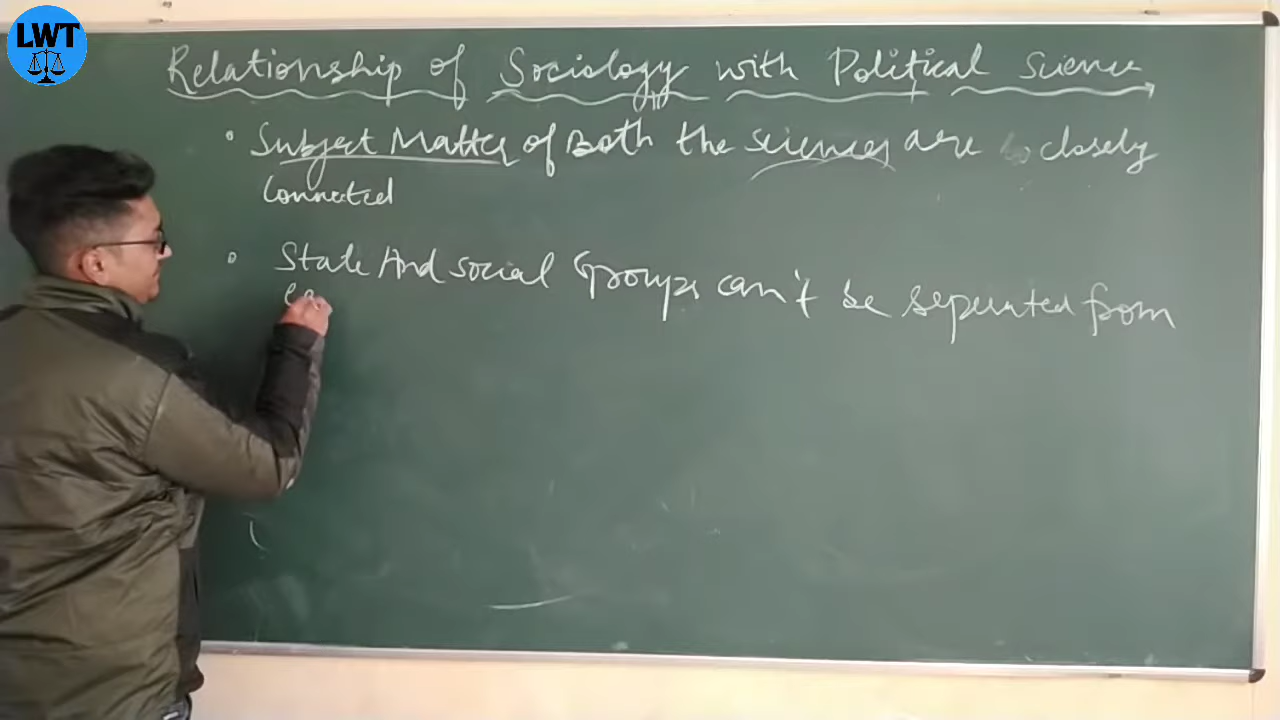 LWT
Relationship of Sociology with Political Science
• Subject Matter of Both the sciences are closely
Connected
• State And social Groups can't be seperated from
ea